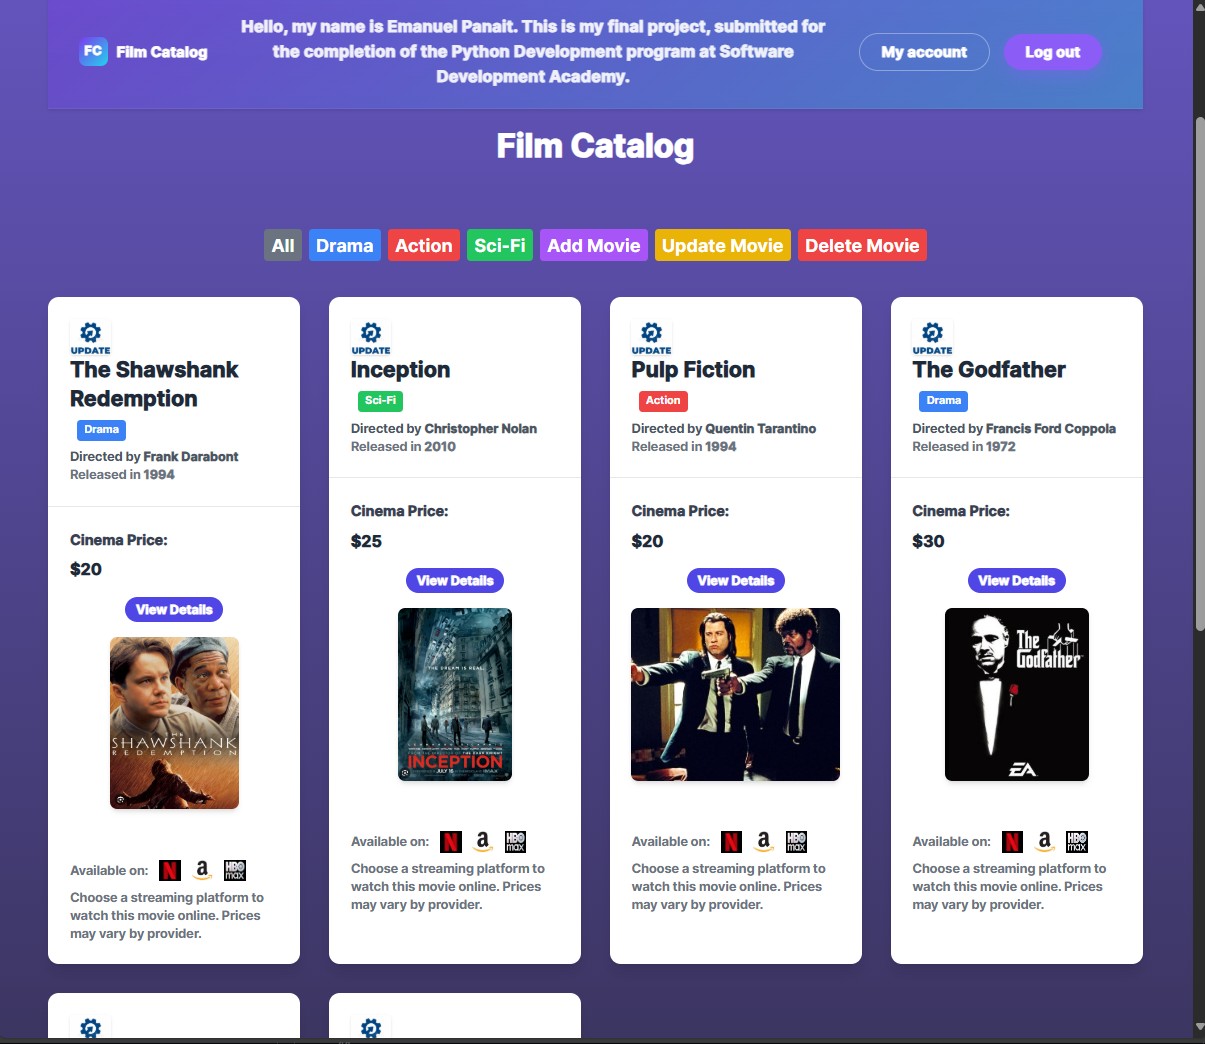 Hello, my name is Emanuel Panait. This is my final project, submitted for
the completion of the Python Development program at Software
Development Academy.
FC Film Catalog
My account
Log out
Film Catalog
All Drama Action Sci-Fi Add Movie Update Movie Delete Movie
UPDATE
The Shawshank
Redemption
Drama
Directed by Frank Darabont
Released in 1994
Cinema Price:
$20
View Details
THE
SHAWSHANK
REDEMPTION
Available on: N a HBO max
Choose a streaming platform to
watch this movie online. Prices
may vary by provider.
UPDATE
Inception
Sci-Fi
Directed by Christopher Nolan
Released in 2010
Cinema Price:
$25
View Details
THE DREAM IS REAL
INCEPTION
JULY 16
Available on: N a HBO max
Choose a streaming platform to
watch this movie online. Prices
may vary by provider.
UPDATE
Pulp Fiction
Action
Directed by Quentin Tarantino
Released in 1994
Cinema Price:
$20
View Details
Available on: N a HBO max
Choose a streaming platform to
watch this movie online. Prices
may vary by provider.
UPDATE
The Godfather
Drama
Directed by Francis Ford Coppola
Released in 1972
Cinema Price:
$30
View Details
The
Godfather
EA
Available on: N a HBO max
Choose a streaming platform to
watch this movie online. Prices
may vary by provider.